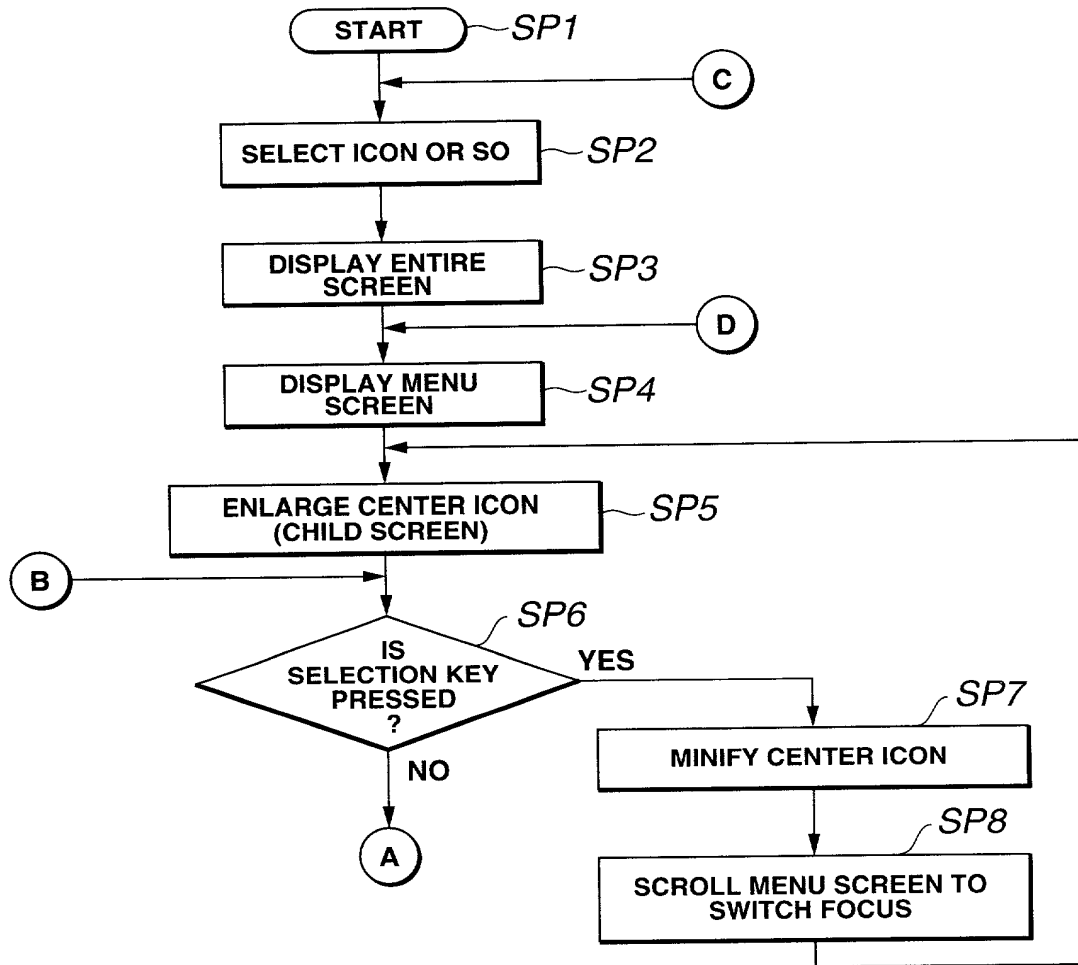 START
SP1
C
SELECT ICON OR SO
SP2
DISPLAY ENTIRE
SCREEN
SP3
D
DISPLAY MENU
SCREEN
SP4
ENLARGE CENTER ICON
(CHILD SCREEN)
SP5
B
IS
SELECTION KEY
PRESSED
?
SP6
YES
NO
A
SP7
MINIFY CENTER ICON
SP8
SCROLL MENU SCREEN TO
SWITCH FOCUS